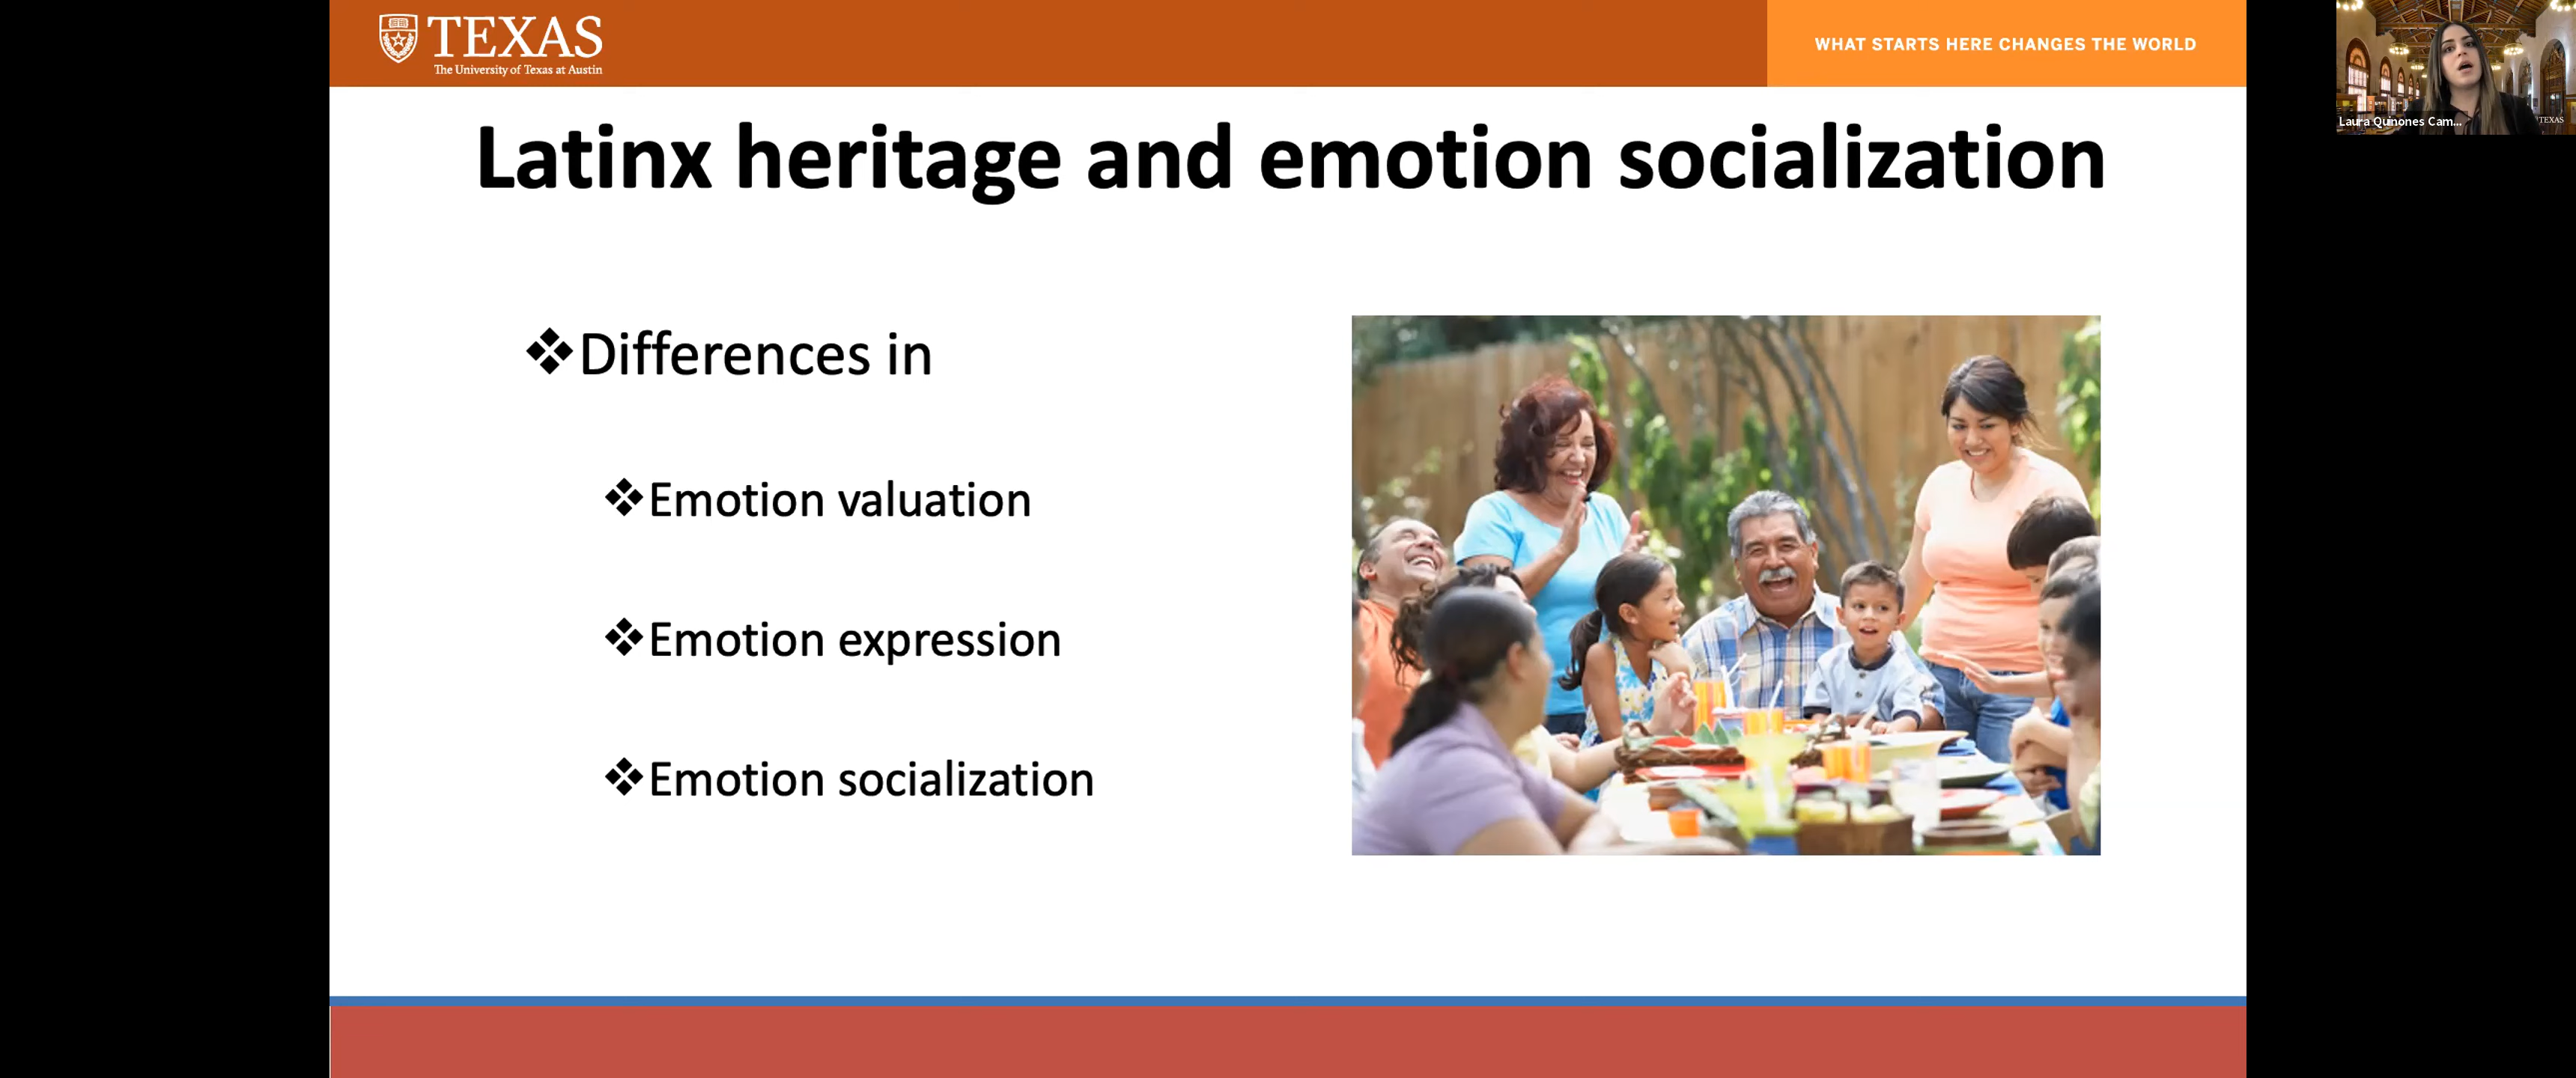 TEXAS
The University of Texas at Austin
WHAT STARTS HERE CHANGES THE WORLD
Latinx heritage and emotion socialization
❖Differences in
❖Emotion valuation
❖Emotion expression
❖Emotion socialization
Laura Quinones Cam...
TEXAS